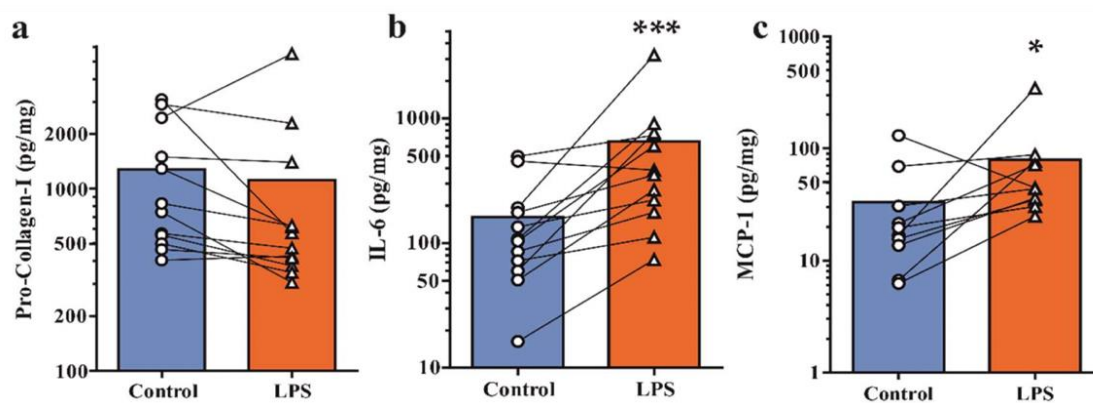 a
Pro-Collagen-I (pg/mg)
2000
1000
500
200
100
Control LPS
b
***
IL-6 (pg/mg)
1000
500
100
50
10
Control LPS
c
*
MCP-1 (pg/mg)
1000
500
100
50
10
1
Control LPS